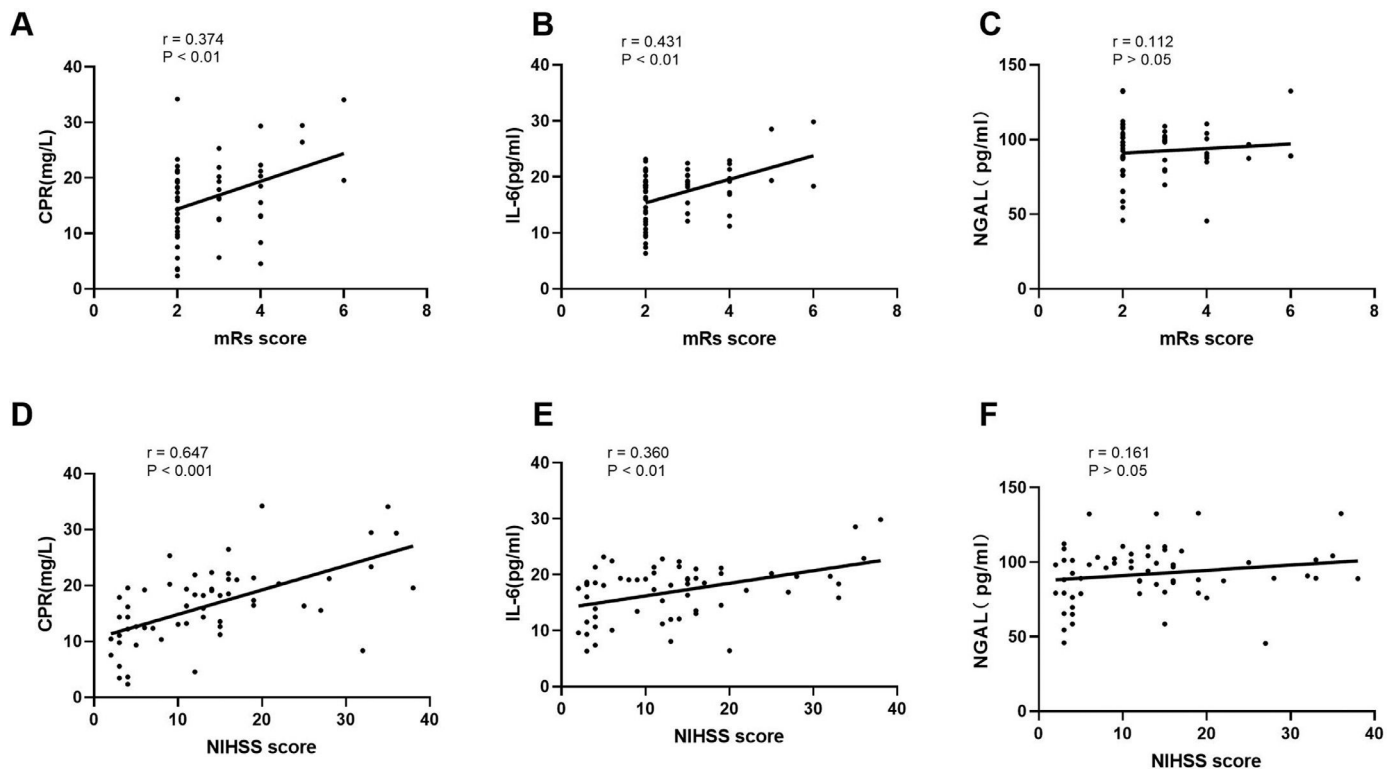 A
r = 0.374
P < 0.01
CPR(mg/L)
40
30
20
10
0
0 2 4 6 8
mRs score
B
r = 0.431
P < 0.01
IL-6(pg/ml)
40
30
20
10
0
0 2 4 6 8
mRs score
C
r = 0.112
P > 0.05
NGAL( pg/ml)
150
100
50
0
0 2 4 6 8
mRs score
D
r = 0.647
P < 0.001
CPR(mg/L)
40
30
20
10
0
0 10 20 30 40
NIHSS score
E
r = 0.360
P < 0.01
IL-6(pg/ml)
40
30
20
10
0
0 10 20 30 40
NIHSS score
F
r = 0.161
P > 0.05
NGAL( pg/ml)
150
100
50
0
0 10 20 30 40
NIHSS score